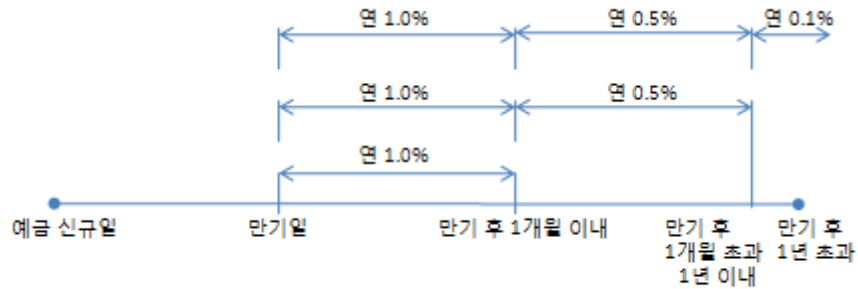 연 1.0% 연 0.5% 연 0.1%
연 1.0% 연 0.5%
연 1.0%
예금 신규일 만기일 만기 후 1개월 이내 만기 후 만기 후
1개월 초과 1년 초과
1년 이내